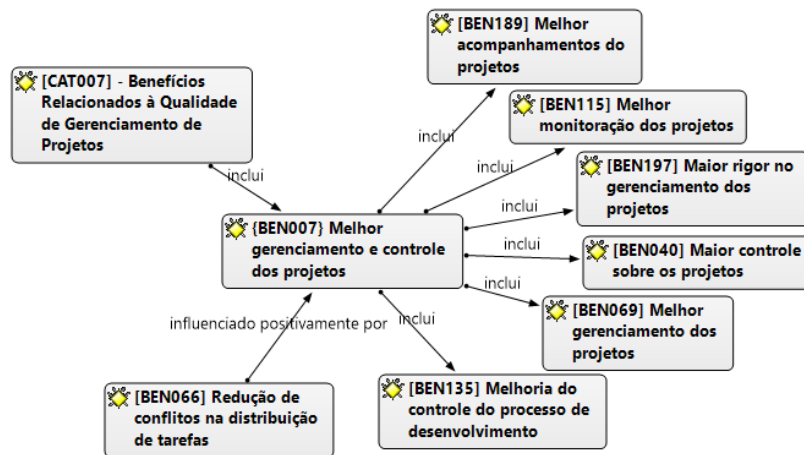 [BEN189] Melhor
acompanhamentos do
projetos
[CAT007] - Benefícios
Relacionados à Qualidade
de Gerenciamento de
Projetos
[BEN115] Melhor
monitoração dos projetos
inclui
inclui
[BEN197] Maior rigor no
gerenciamento dos
projetos
inclui
inclui
{BEN007} Melhor
gerenciamento e controle
dos projetos
inclui
[BEN040] Maior controle
sobre os projetos
inclui
[BEN069] Melhor
gerenciamento dos
projetos
influenciado positivamente por
inclui
[BEN066] Redução de
conflitos na distribuição
de tarefas
[BEN135] Melhoria do
controle do processo de
desenvolvimento